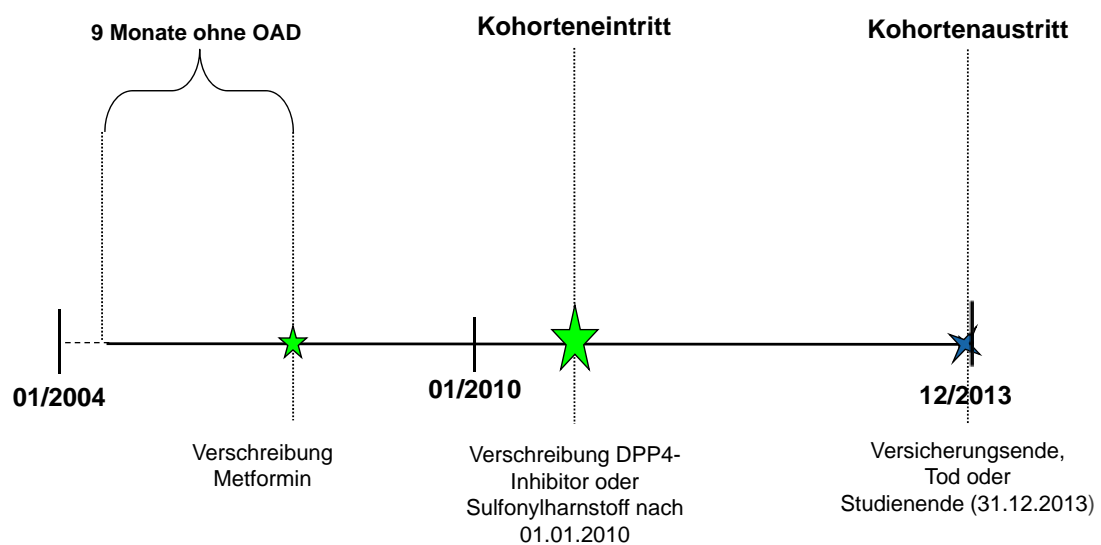 9 Monate ohne OAD
Kohorteneintritt
Kohortenaustritt
01/2004
01/2010
12/2013
Verschreibung
Metformin
Verschreibung DPP4-
Inhibitor oder
Sulfonylharnstoff nach
01.01.2010
Versicherungsende,
Tod oder
Studienende (31.12.2013)